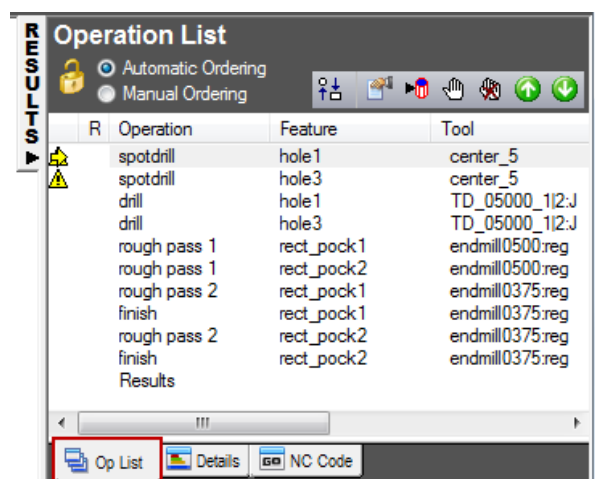 RESULTS
Operation List
Automatic Ordering
Manual Ordering
R Operation Feature Tool
spotdrill hole1 center_5
spotdrill hole3 center_5
drill hole1 TD_05000_1|2:J
drill hole3 TD_05000_1|2:J
rough pass 1 rect_pock1 endmill0500:reg
rough pass 1 rect_pock2 endmill0500:reg
rough pass 2 rect_pock1 endmill0375:reg
finish rect_pock1 endmill0375:reg
rough pass 2 rect_pock2 endmill0375:reg
finish rect_pock2 endmill0375:reg
Results
Op List Details GO NC Code